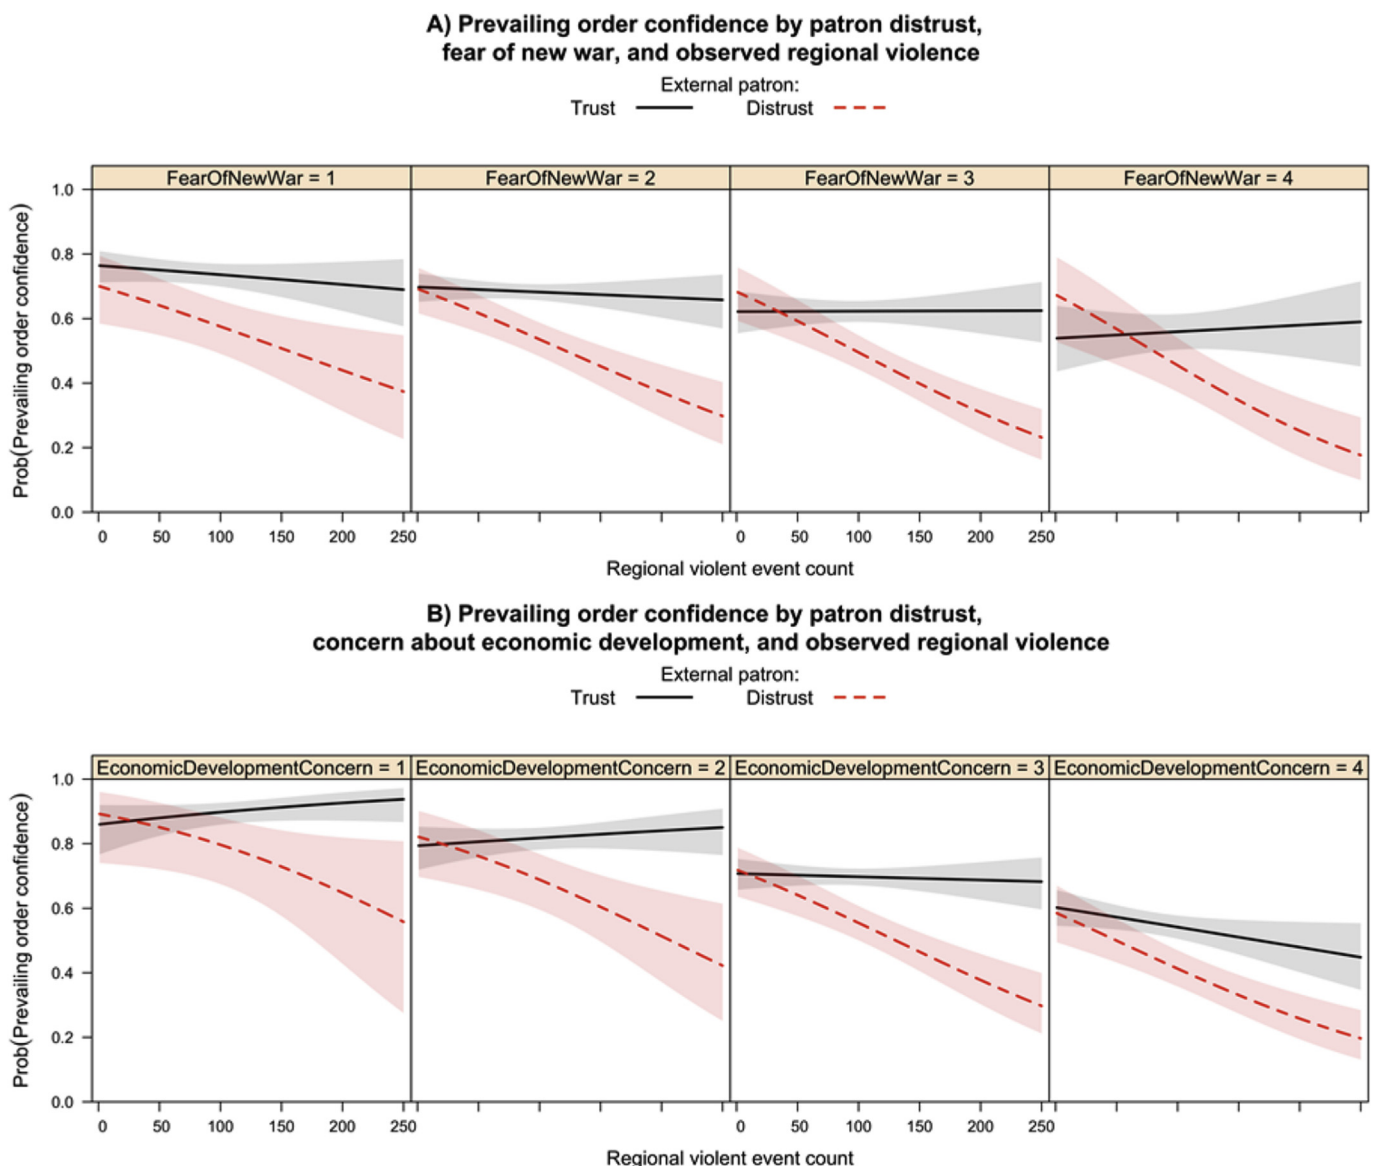 A) Prevailing order confidence by patron distrust,
fear of new war, and observed regional violence
External patron:
Trust Distrust
FearOfNewWar = 1 FearOfNewWar = 2 FearOfNewWar = 3 FearOfNewWar = 4
Prob(Prevailing order confidence)
1.0
0.8
0.6
0.4
0.2
0.0
0 50 100 150 200 250 0 50 100 150 200 250
Regional violent event count
B) Prevailing order confidence by patron distrust,
concern about economic development, and observed regional violence
External patron:
Trust Distrust
EconomicDevelopmentConcern = 1 EconomicDevelopmentConcern = 2 EconomicDevelopmentConcern = 3 EconomicDevelopmentConcern = 4
Prob(Prevailing order confidence)
1.0
0.8
0.6
0.4
0.2
0.0
0 50 100 150 200 250 0 50 100 150 200 250
Regional violent event count